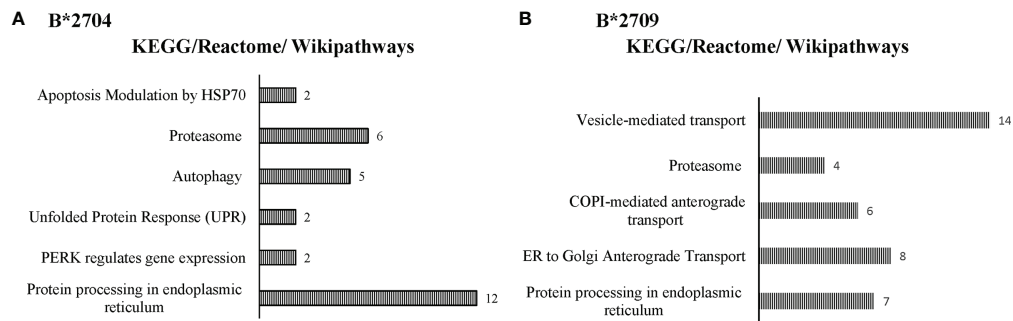 A B*2704
KEGG/Reactome/ Wikipathways
Apoptosis Modulation by HSP70 2
Proteasome 6
Autophagy 5
Unfolded Protein Response (UPR) 2
PERK regulates gene expression 2
Protein processing in endoplasmic
reticulum 12
B B*2709
KEGG/Reactome/ Wikipathways
Vesicle-mediated transport 14
Proteasome 4
COPI-mediated anterograde
transport 6
ER to Golgi Anterograde Transport 8
Protein processing in endoplasmic
reticulum 7